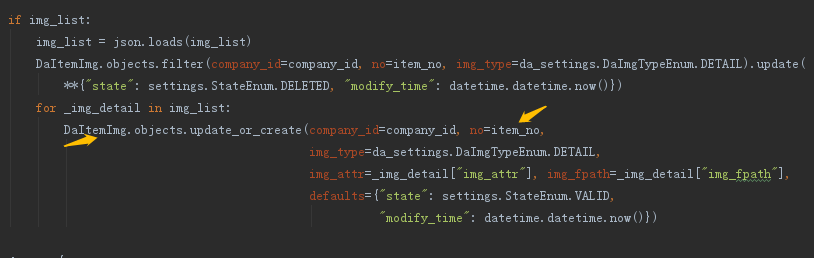 if img_list:
img_list = json.loads(img_list)
DaItemImg.objects.filter(company_id=company_id, no=item_no, img_type=da_settings.DaImgTypeEnum.DETAIL).update(
**{"state": settings.StateEnum.DELETED, "modify_time": datetime.datetime.now()})
for _img_detail in img_list:
DaItemImg.objects.update_or_create(company_id=company_id, no=item_no,
img_type=da_settings.DaImgTypeEnum.DETAIL,
img_attr=_img_detail["img_attr"], img_fpath=_img_detail["img_fpath"],
defaults={"state": settings.StateEnum.VALID,
"modify_time": datetime.datetime.now()})